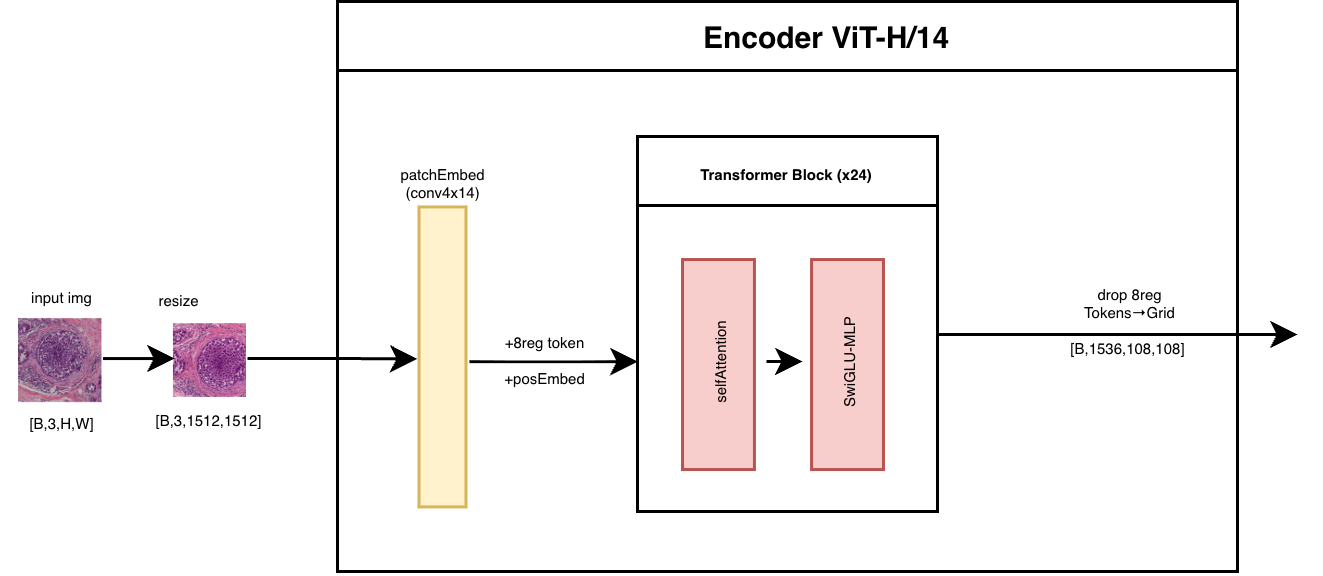 Encoder ViT-H/14
patchEmbed
(conv4x14)
Transformer Block (x24)
input img
resize
[B,3,H,W]
[B,3,1512,1512]
+8reg token
+posEmbed
selfAttention
SwiGLU-MLP
drop 8reg
Tokens→Grid
[B,1536,108,108]